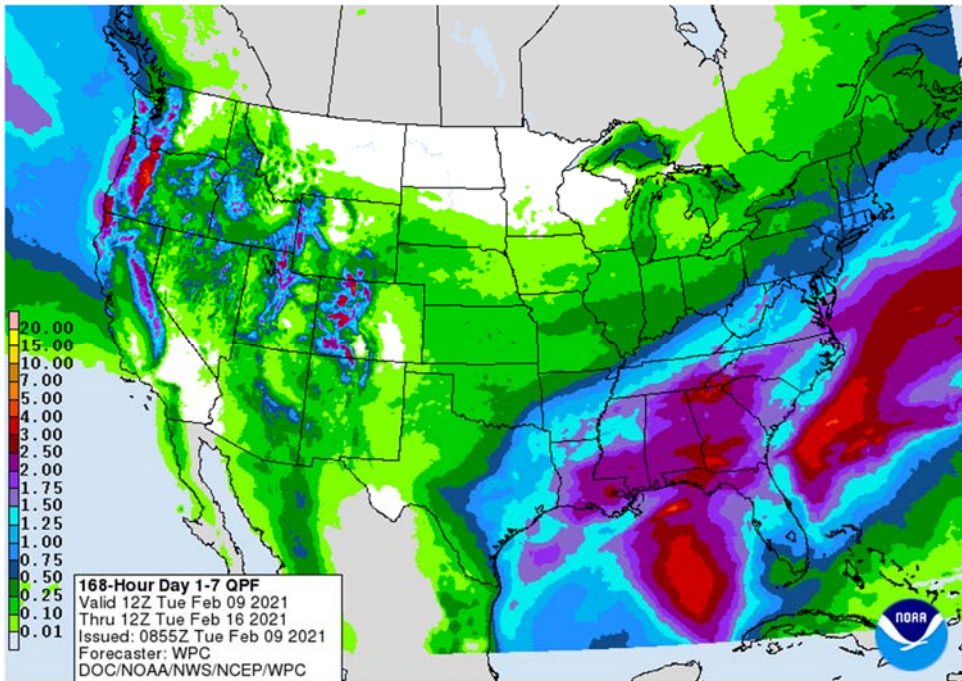 20.00
15.00
10.00
7.00
5.00
4.00
3.00
2.50
2.00
1.75
1.50
1.25
1.00
0.75
0.50
0.25
0.10
0.01
168-Hour Day 1-7 QPF
Valid 12Z Tue Feb 09 2021
Thru 12Z Tue Feb 16 2021
Issued: 0855Z Tue Feb 09 2021
Forecaster: WPC
DOC/NOAA/NWS/NCEP/WPC
NOAA